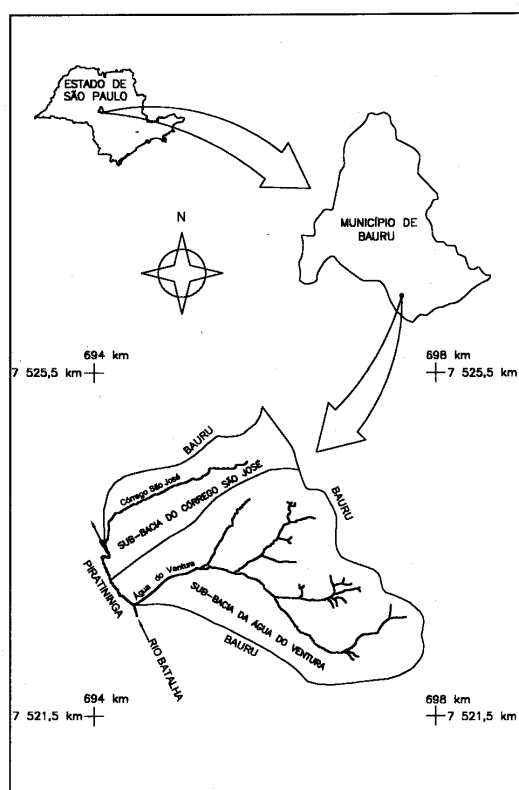 ESTADO DE
SÃO PAULO
MUNICÍPIO DE
BAURU
N
694 km
698 km
7 525,5 km
7 525,5 km
BAURU
Córrego São José
SUB-BACIA DO CÓRREGO SÃO JOSÉ
BAURU
PIRATININGA
Água do Ventura
SUB-BACIA DA ÁGUA DO VENTURA
BAURU
RIO BATALHA
694 km
698 km
7 521,5 km
7 521,5 km